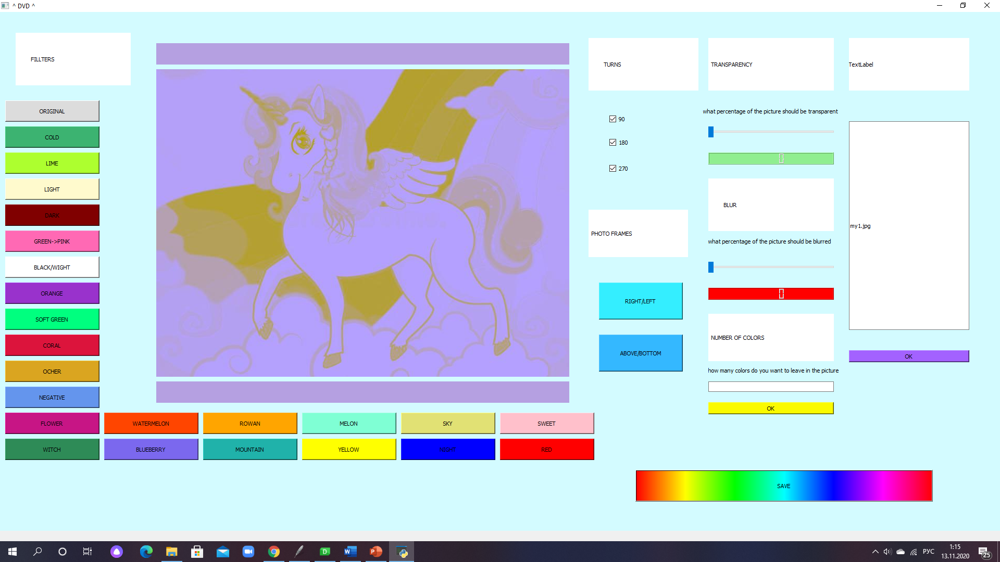 ^ DVD ^
FILLTERS
ORIGINAL
COLD
LIME
LIGHT
DARK
GREEN->PINK
BLACK/WIGHT
ORANGE
SOFT GREEN
CORAL
OCHER
NEGATIVE
FLOWER
WATERMELON
ROWAN
MELON
SKY
SWEET
WITCH
BLUEBERRY
MOUNTAIN
YELLOW
NIGHT
RED
TURNS
90
180
270
PHOTO FRAMES
RIGHT/LEFT
ABOVE/BOTTOM
TRANSPARENCY
what percentage of the picture should be transparent
0
BLUR
what percentage of the picture should be blurred
0
NUMBER OF COLORS
how many colors do you want to leave in the picture
OK
TextLabel
my1.jpg
OK
SAVE
D
W
P
РУС
1:15
13.11.2020
25